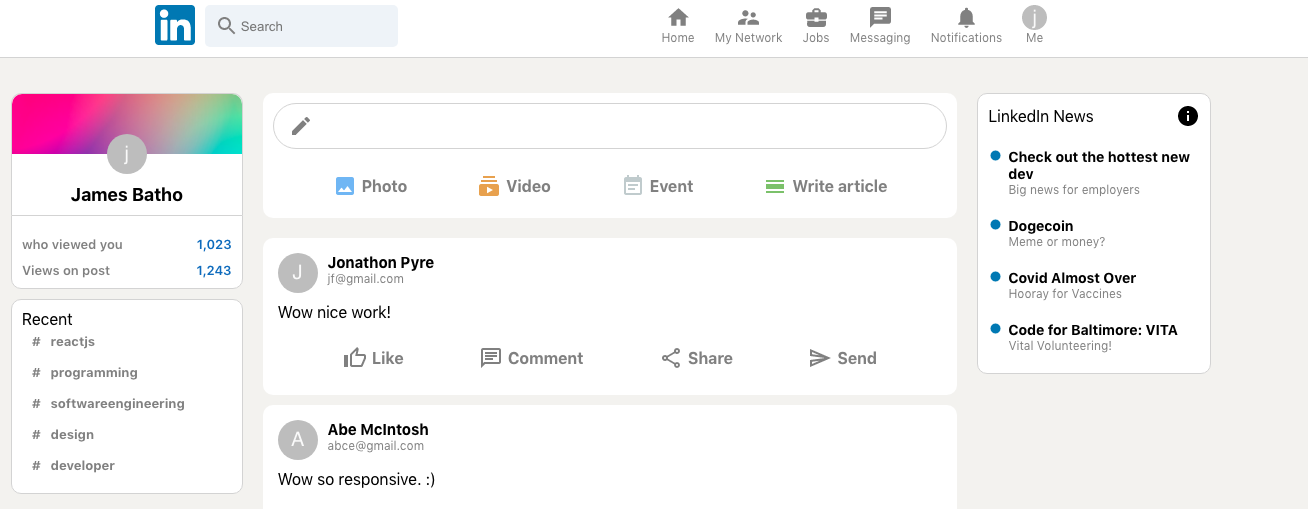 in
Search
Home
My Network
Jobs
Messaging
Notifications
j
Me
j
James Batho
who viewed you 1,023
Views on post 1,243
Recent
# reactjs
# programming
# softwareengineering
# design
# developer
Photo
Video
Event
Write article
J
Jonathon Pyre
jf@gmail.com
Wow nice work!
Like
Comment
Share
Send
A
Abe McIntosh
abce@gmail.com
Wow so responsive. :)
LinkedIn News
Check out the hottest new
dev
Big news for employers
Dogecoin
Meme or money?
Covid Almost Over
Hooray for Vaccines
Code for Baltimore: VITA
Vital Volunteering!